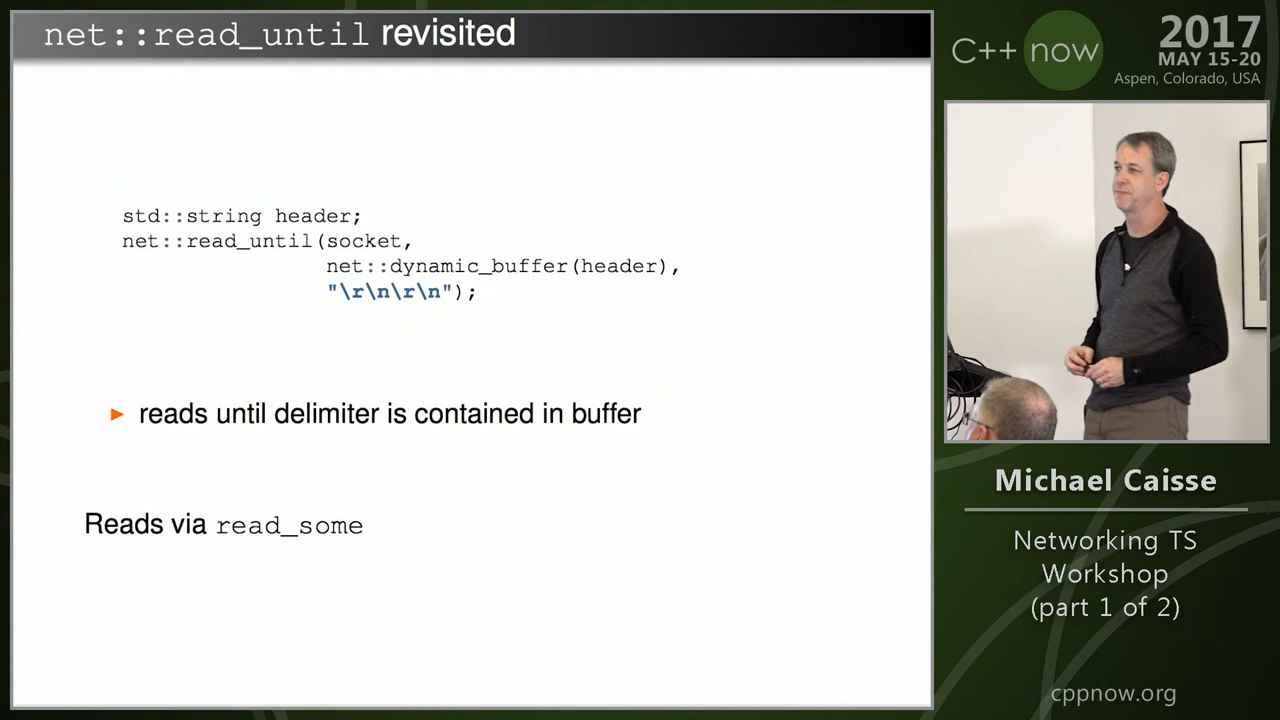 net::read_until revisited
std::string header;
net::read_until(socket,
net::dynamic_buffer(header),
"\r\n\r\n");
▶ reads until delimiter is contained in buffer
Reads via read_some
C++ now
2017
MAY 15-20
Aspen, Colorado, USA
Michael Caisse
Networking TS
Workshop
(part 1 of 2)
cppnow.org